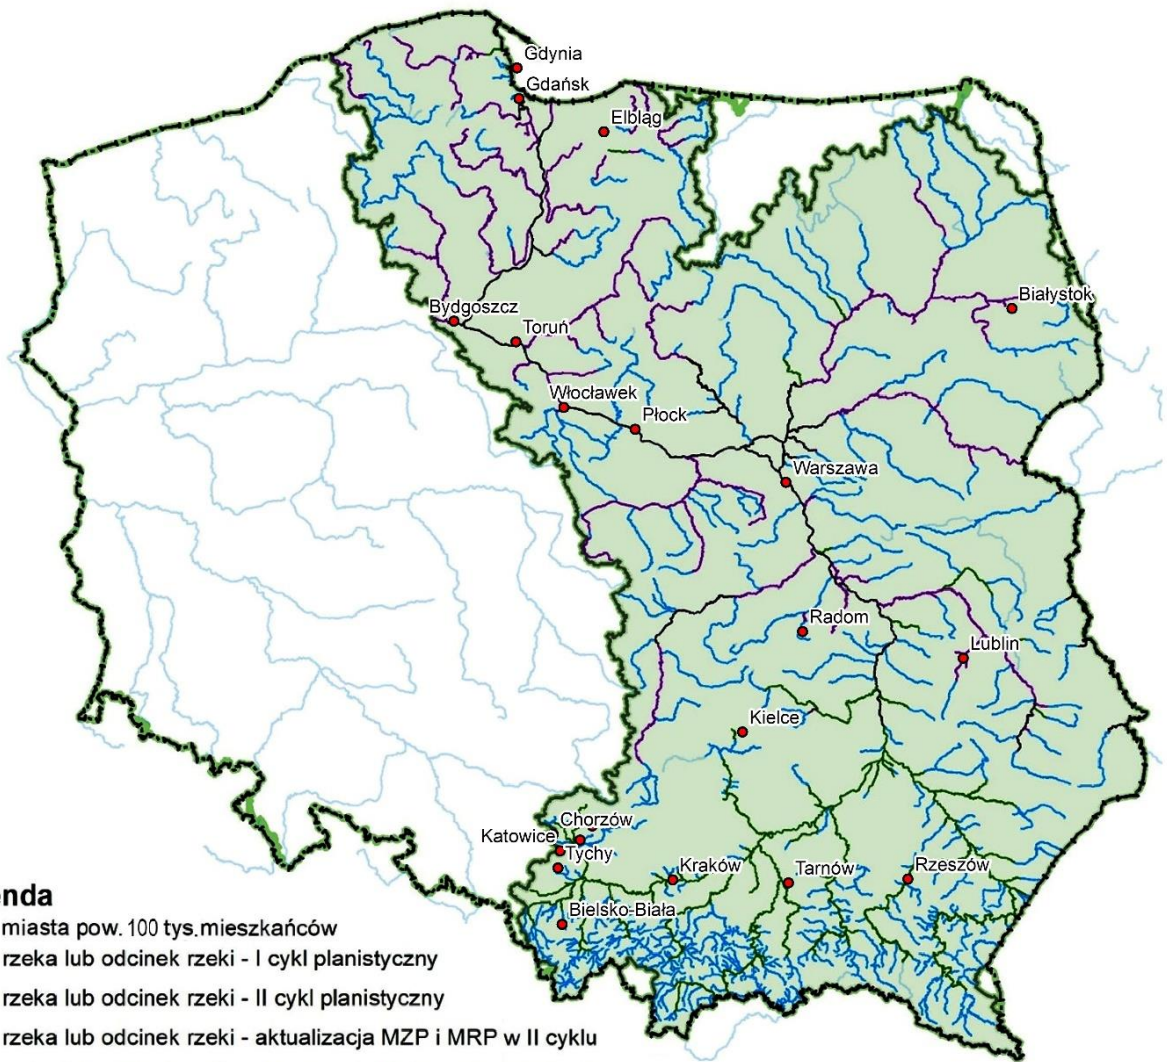 Gdynia
Gdańsk
Elbląg
Białystok
Bydgoszcz
Toruń
Włocławek
Płock
Warszawa
Radom
Lublin
Kielce
Chorzów
Katowice
Tychy
Kraków
Tarnów
Rzeszów
Bielsko-Biała
enda
miasta pow. 100 tys.mieszkańców
rzeka lub odcinek rzeki - I cykl planistyczny
rzeka lub odcinek rzeki - II cykl planistyczny
rzeka lub odcinek rzeki - aktualizacja MZP i MRP w II cyklu